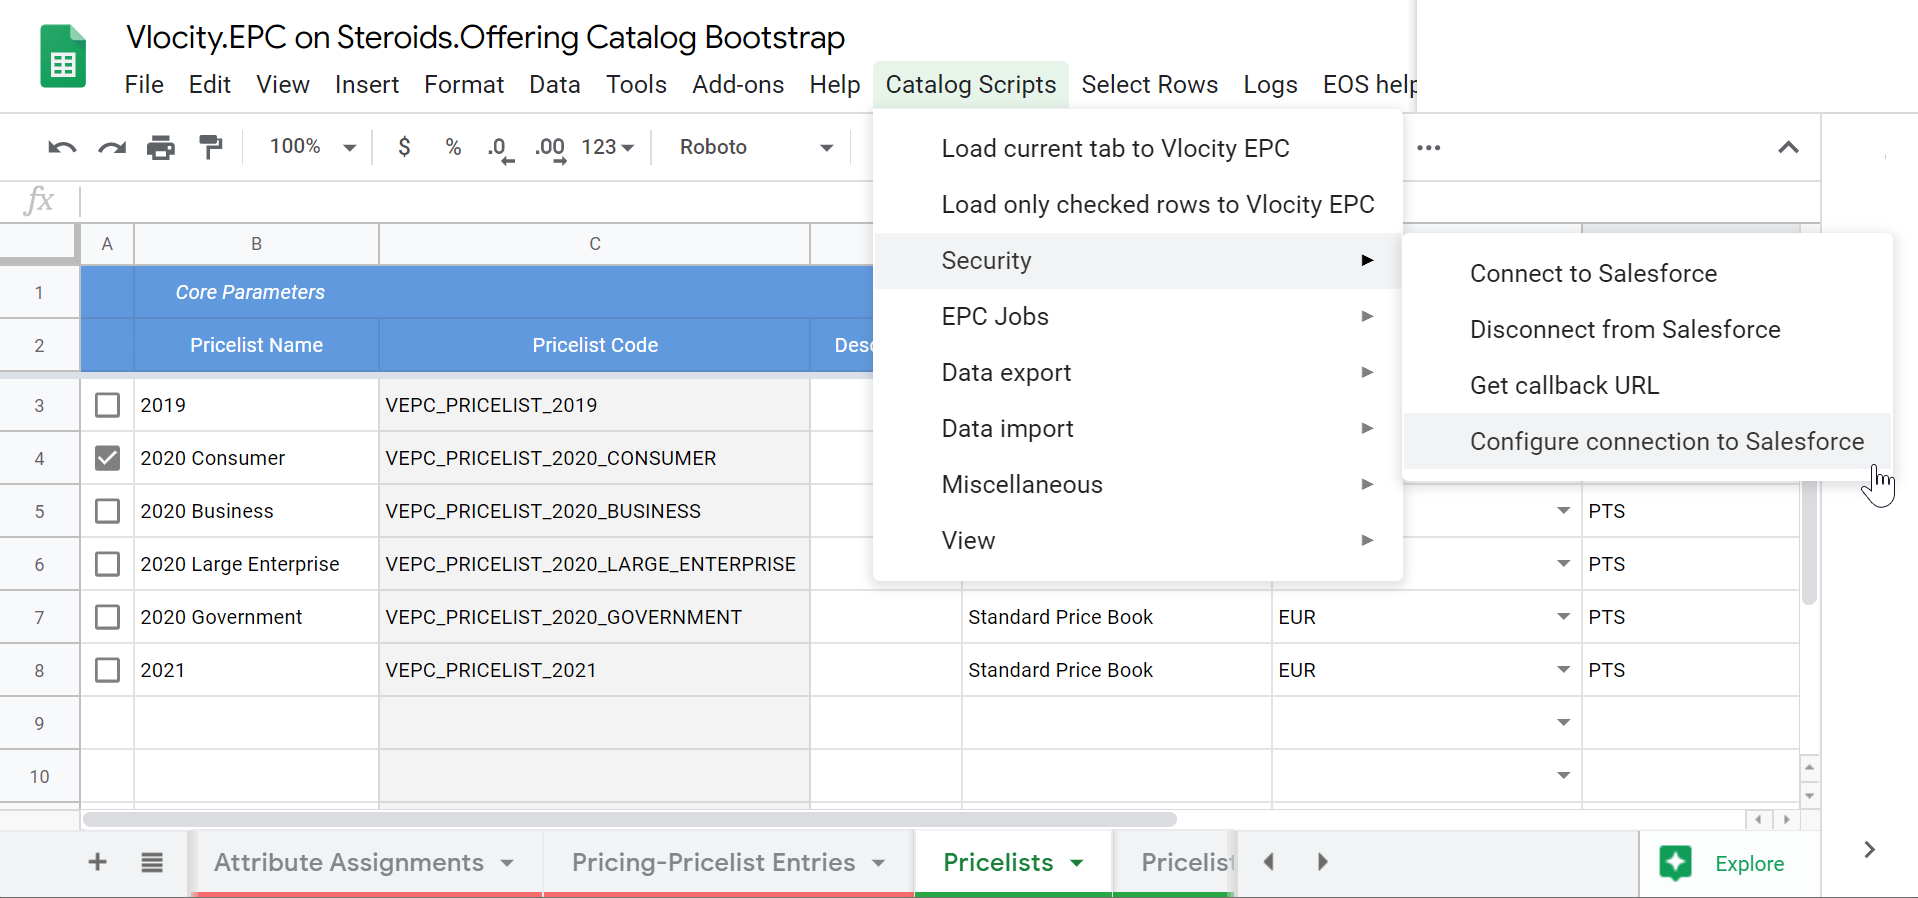 Vlocity.EPC on Steroids.Offering Catalog Bootstrap
File Edit View Insert Format Data Tools Add-ons Help Catalog Scripts Select Rows Logs EOS help
100% $ % .0 .00 123 Roboto
Load current tab to Vlocity EPC
Load only checked rows to Vlocity EPC
Security
EPC Jobs
Data export
Data import
Miscellaneous
View
Connect to Salesforce
Disconnect from Salesforce
Get callback URL
Configure connection to Salesforce
fx
A B C
1 Core Parameters
2 Pricelist Name Pricelist Code Desc
3 2019 VEPC_PRICELIST_2019
4 2020 Consumer VEPC_PRICELIST_2020_CONSUMER
5 2020 Business VEPC_PRICELIST_2020_BUSINESS PTS
6 2020 Large Enterprise VEPC_PRICELIST_2020_LARGE_ENTERPRISE PTS
7 2020 Government VEPC_PRICELIST_2020_GOVERNMENT Standard Price Book EUR PTS
8 2021 VEPC_PRICELIST_2021 Standard Price Book EUR PTS
9
10
Attribute Assignments Pricing-Pricelist Entries Pricelists Pricelist Explore